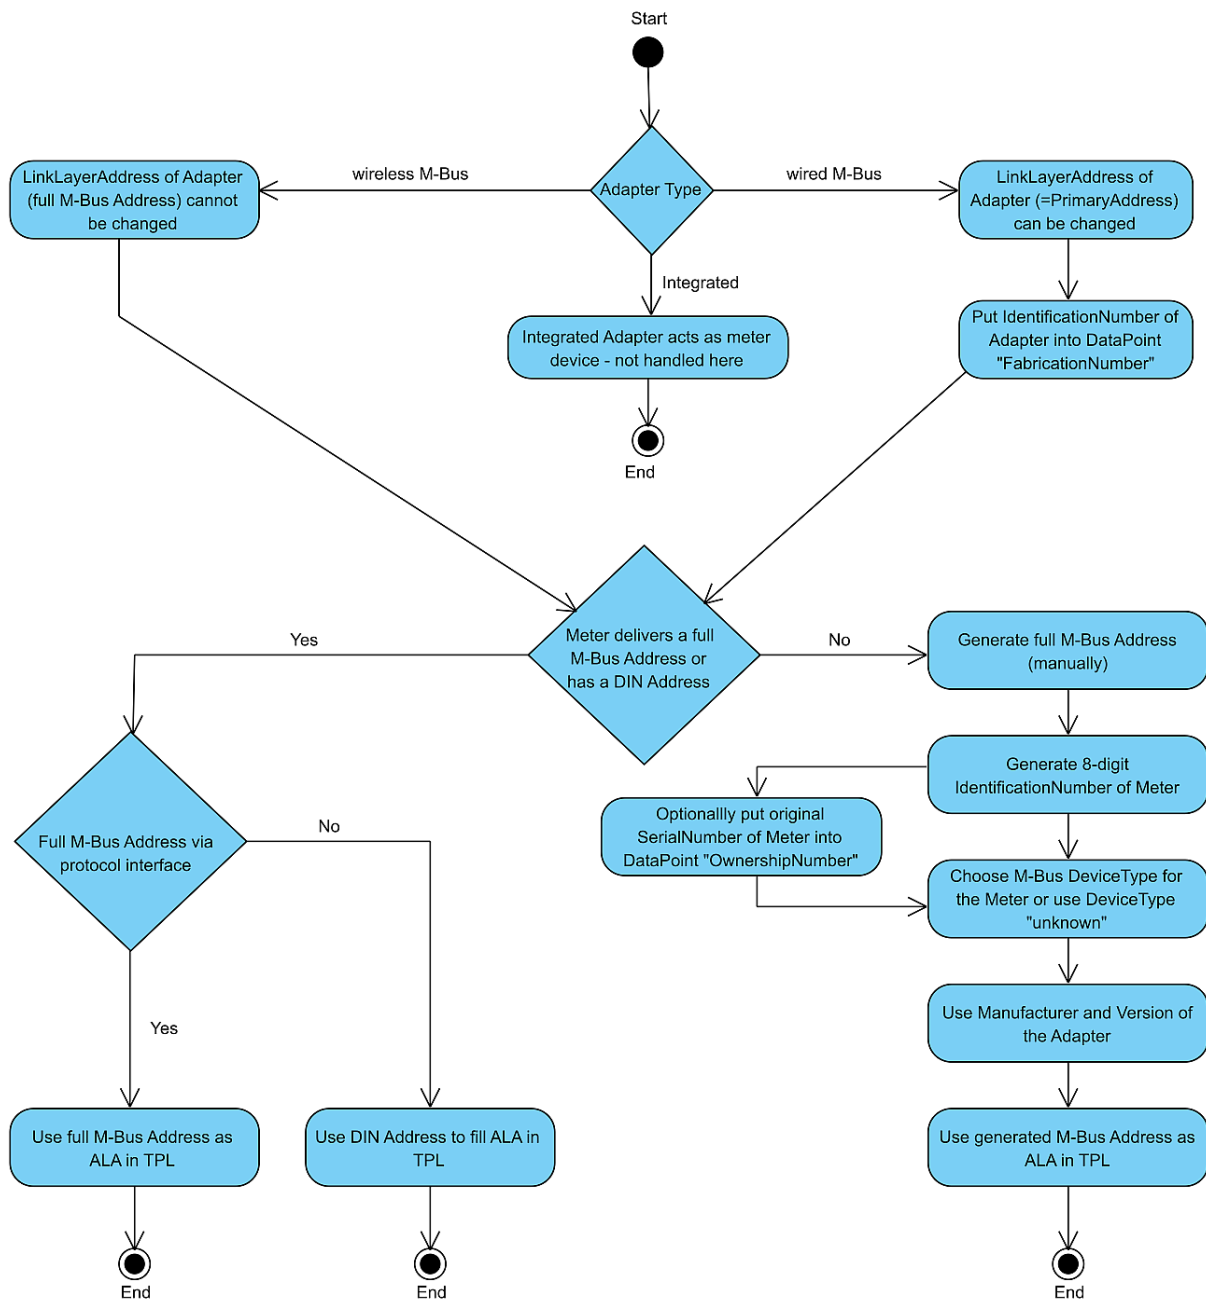 Start
Adapter Type
wireless M-Bus
wired M-Bus
Integrated
LinkLayerAddress of Adapter
(full M-Bus Address) cannot
be changed
LinkLayerAddress of
Adapter (=PrimaryAddress)
can be changed
Integrated Adapter acts as meter
device - not handled here
End
Put IdentificationNumber of
Adapter into DataPoint
"FabricationNumber"
Meter delivers a full
M-Bus Address or
has a DIN Address
Yes
No
Generate full M-Bus Address
(manually)
Generate 8-digit
IdentificationNumber of Meter
Optionallly put original
SerialNumber of Meter into
DataPoint "OwnershipNumber"
Choose M-Bus DeviceType for
the Meter or use DeviceType
"unknown"
Use Manufacturer and Version of
the Adapter
Use generated M-Bus Address as
ALA in TPL
End
Full M-Bus Address via
protocol interface
No
Yes
Use full M-Bus Address as
ALA in TPL
Use DIN Address to fill ALA in
TPL
End
End